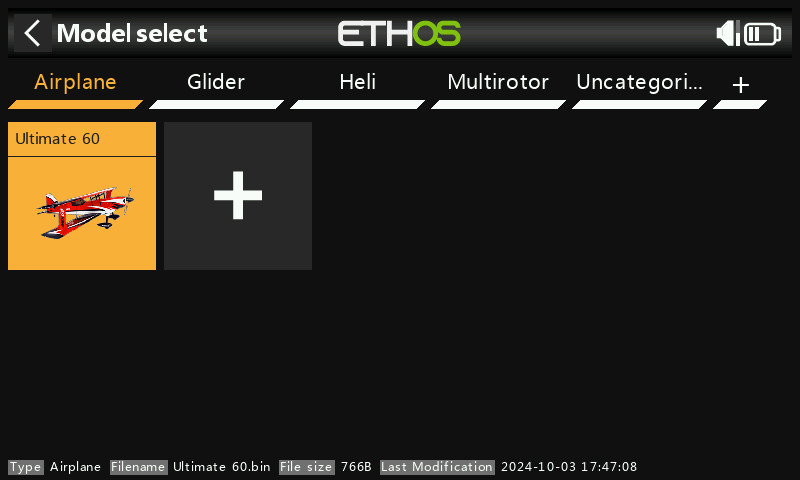 Model select
ETHOS
Airplane Glider Heli Multirotor Uncategori... +
Ultimate 60
+
Type Airplane Filename Ultimate 60.bin File size 766B Last Modification 2024-10-03 17:47:08